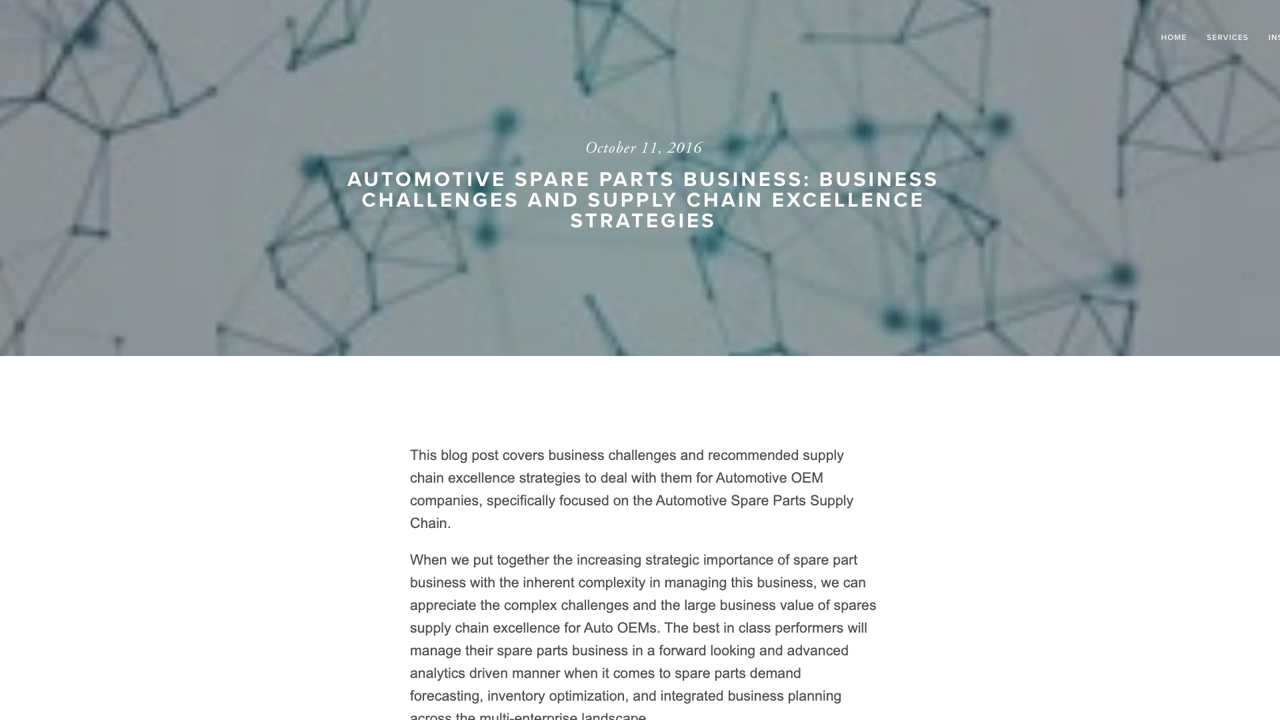 HOME SERVICES
October 11, 2016
AUTOMOTIVE SPARE PARTS BUSINESS: BUSINESS
CHALLENGES AND SUPPLY CHAIN EXCELLENCE
STRATEGIES
This blog post covers business challenges and recommended supply
chain excellence strategies to deal with them for Automotive OEM
companies, specifically focused on the Automotive Spare Parts Supply
Chain.
When we put together the increasing strategic importance of spare part
business with the inherent complexity in managing this business, we can
appreciate the complex challenges and the large business value of spares
supply chain excellence for Auto OEMs. The best in class performers will
manage their spare parts business in a forward looking and advanced
analytics driven manner when it comes to spare parts demand
forecasting, inventory optimization, and integrated business planning
across the multi-enterprise landscape.